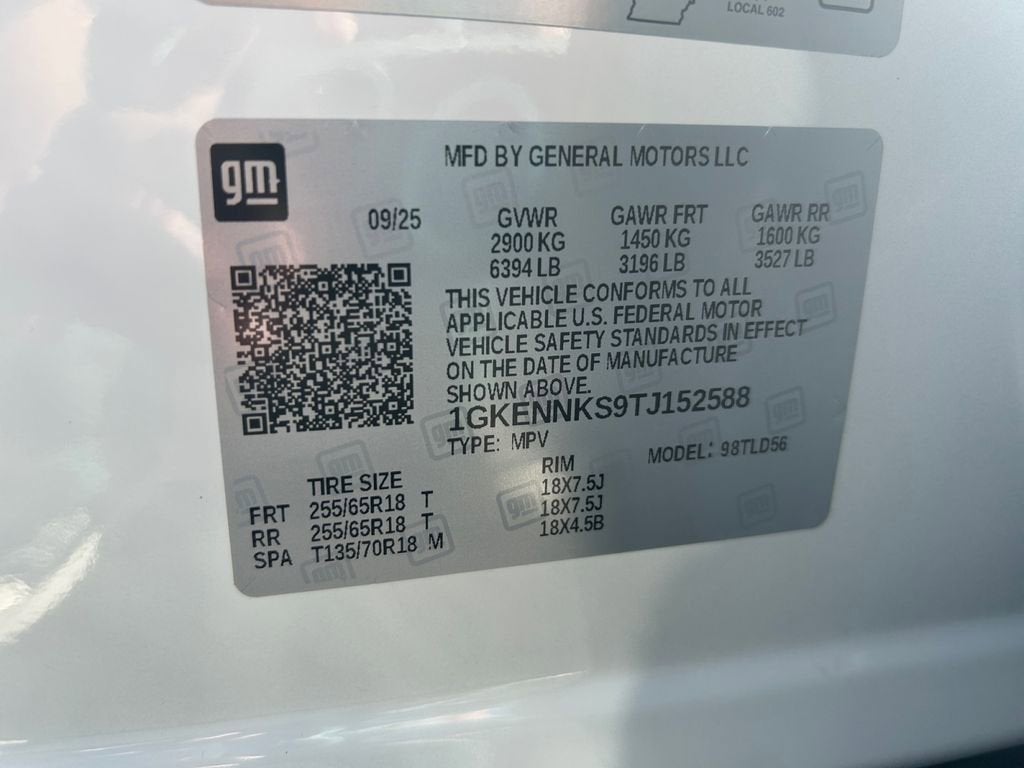 LOCAL 602
gm
MFD BY GENERAL MOTORS LLC
09/25
GVWR GAWR FRT GAWR RR
2900 KG 1450 KG 1600 KG
6394 LB 3196 LB 3527 LB
THIS VEHICLE CONFORMS TO ALL
APPLICABLE U.S. FEDERAL MOTOR
VEHICLE SAFETY STANDARDS IN EFFECT
ON THE DATE OF MANUFACTURE
SHOWN ABOVE.
1GKENNKS9TJ152588
TYPE: MPV MODEL: 98TLD56
TIRE SIZE RIM
FRT 255/65R18 T 18X7.5J
RR 255/65R18 T 18X7.5J
SPA T135/70R18 M 18X4.5B